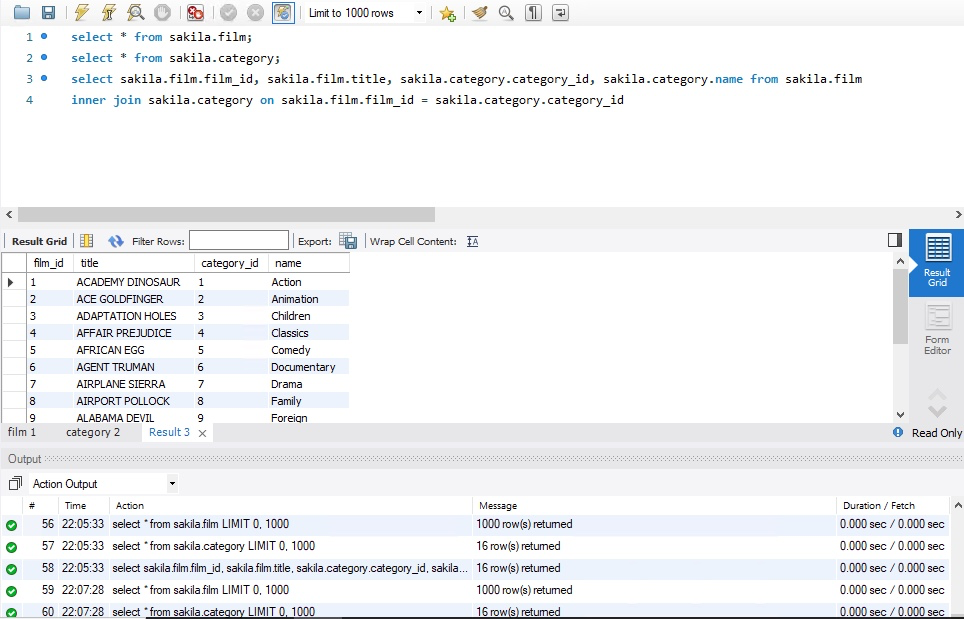 Limit to 1000 rows
1 select * from sakila.film;
2 select * from sakila.category;
3 select sakila.film.film_id, sakila.film.title, sakila.category.category_id, sakila.category.name from sakila.film
4 inner join sakila.category on sakila.film.film_id = sakila.category.category_id
Result Grid Filter Rows: Export: Wrap Cell Content: IA
film_id title category_id name
1 ACADEMY DINOSAUR 1 Action
2 ACE GOLDFINGER 2 Animation
3 ADAPTATION HOLES 3 Children
4 AFFAIR PREJUDICE 4 Classics
5 AFRICAN EGG 5 Comedy
6 AGENT TRUMAN 6 Documentary
7 AIRPLANE SIERRA 7 Drama
8 AIRPORT POLLOCK 8 Family
9 ALABAMA DEVIL 9 Foreign
Result
Grid
Form
Editor
film 1 category 2 Result 3 Read Only
Output
Action Output
# Time Action Message Duration / Fetch
56 22:05:33 select * from sakila.film LIMIT 0, 1000 1000 row(s) returned 0.000 sec / 0.000 sec
57 22:05:33 select * from sakila.category LIMIT 0, 1000 16 row(s) returned 0.000 sec / 0.000 sec
58 22:05:33 select sakila.film.film_id, sakila.film.title, sakila.category.category_id, sakila... 16 row(s) returned 0.000 sec / 0.000 sec
59 22:07:28 select * from sakila.film LIMIT 0, 1000 1000 row(s) returned 0.000 sec / 0.000 sec
60 22:07:28 select * from sakila.category LIMIT 0, 1000 16 row(s) returned 0.000 sec / 0.000 sec